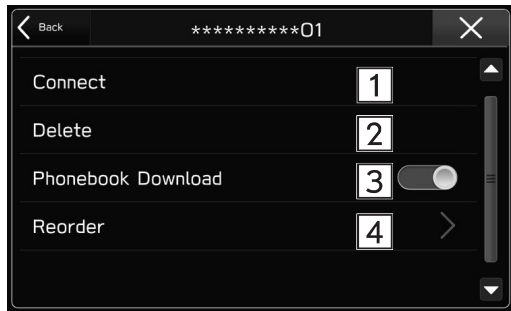 Back **********01
Connect 1
Delete 2
Phonebook Download 3
Reorder 4